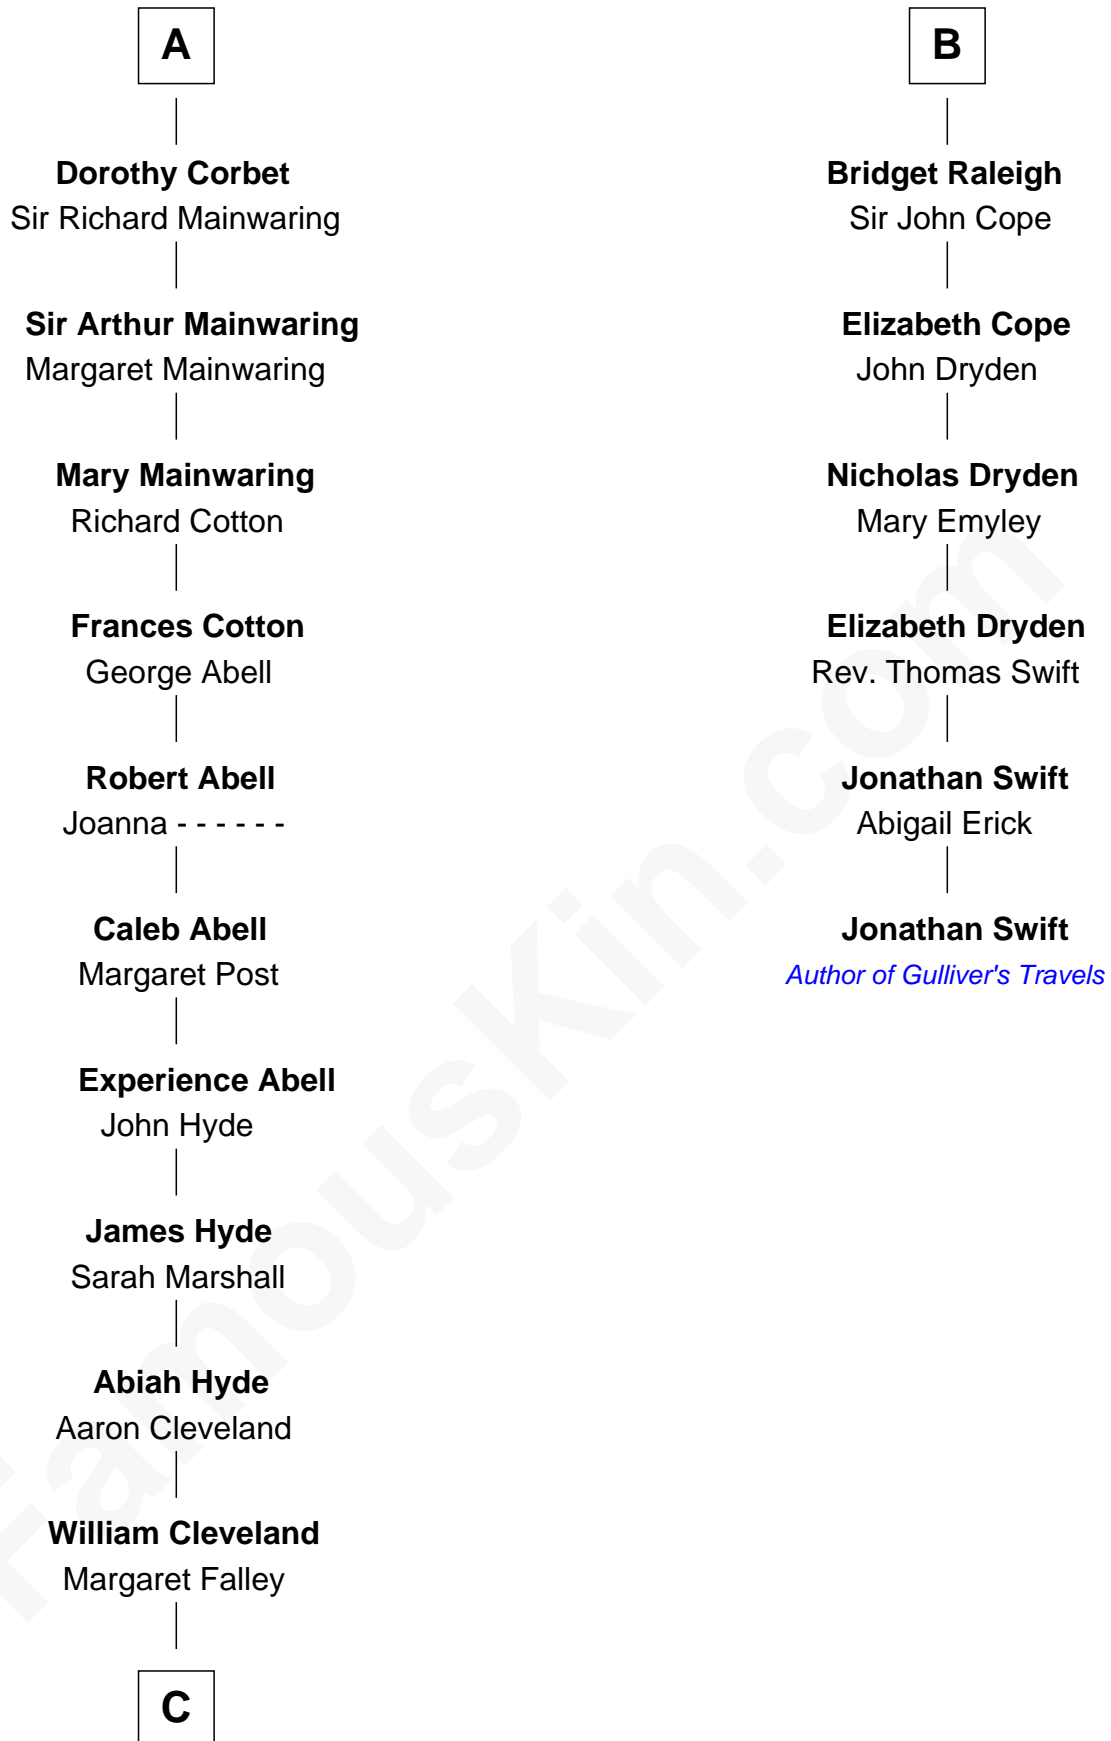 A
Dorothy Corbet
Sir Richard Mainwaring
Sir Arthur Mainwaring
Margaret Mainwaring
Mary Mainwaring
Richard Cotton
Frances Cotton
George Abell
Robert Abell
Joanna - - - - - -
Caleb Abell
Margaret Post
Experience Abell
John Hyde
James Hyde
Sarah Marshall
Abiah Hyde
Aaron Cleveland
William Cleveland
Margaret Falley
C
B
Bridget Raleigh
Sir John Cope
Elizabeth Cope
John Dryden
Nicholas Dryden
Mary Emyley
Elizabeth Dryden
Rev. Thomas Swift
Jonathan Swift
Abigail Erick
Jonathan Swift
Author of Gulliver's Travels
FamousKin.com